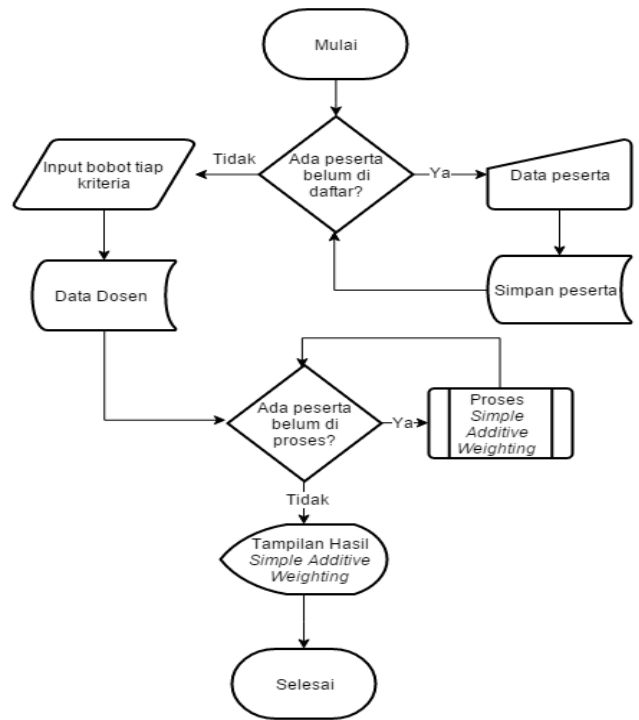 Mulai
Ada peserta
belum di
daftar?
Tidak
Ya
Input bobot tiap
kriteria
Data peserta
Data Dosen
Simpan peserta
Ada peserta
belum di
proses?
Ya
Proses
Simple
Additive
Weighting
Tidak
Tampilan Hasil
Simple Additive
Weighting
Selesai